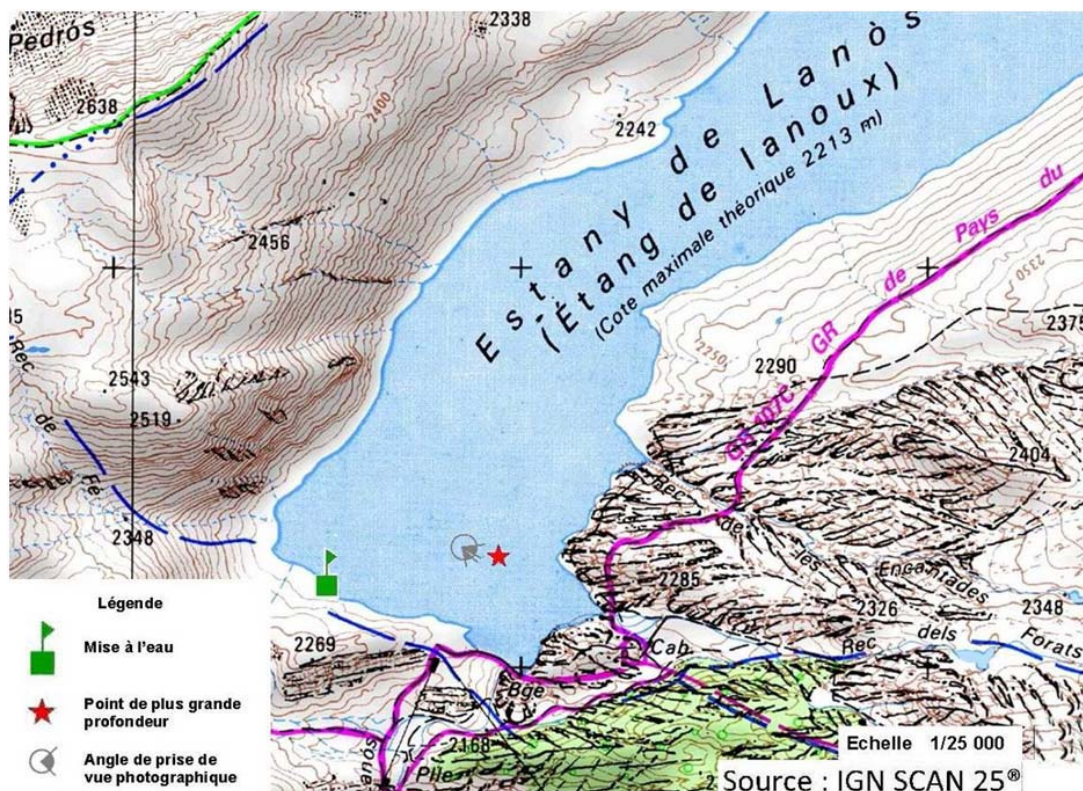 Pedrós
2338
2638
2400
2242
Estany de Lanòs
(Étang de lanoux)
(Cote maximale théorique 2213 m)
2456
GR de Pays du
2350
2375
2250
2290
Rec
de
Fé
2543
2519
GR 107C
2404
2348
Rec
de
les
Encantades
2285
2326
2348
Rec dels Forats
2269
Cab.
Bge
2168
Légende
Mise à l'eau
Point de plus grande
profondeur
Angle de prise de
vue photographique
Echelle 1/25 000
Source : IGN SCAN 25®